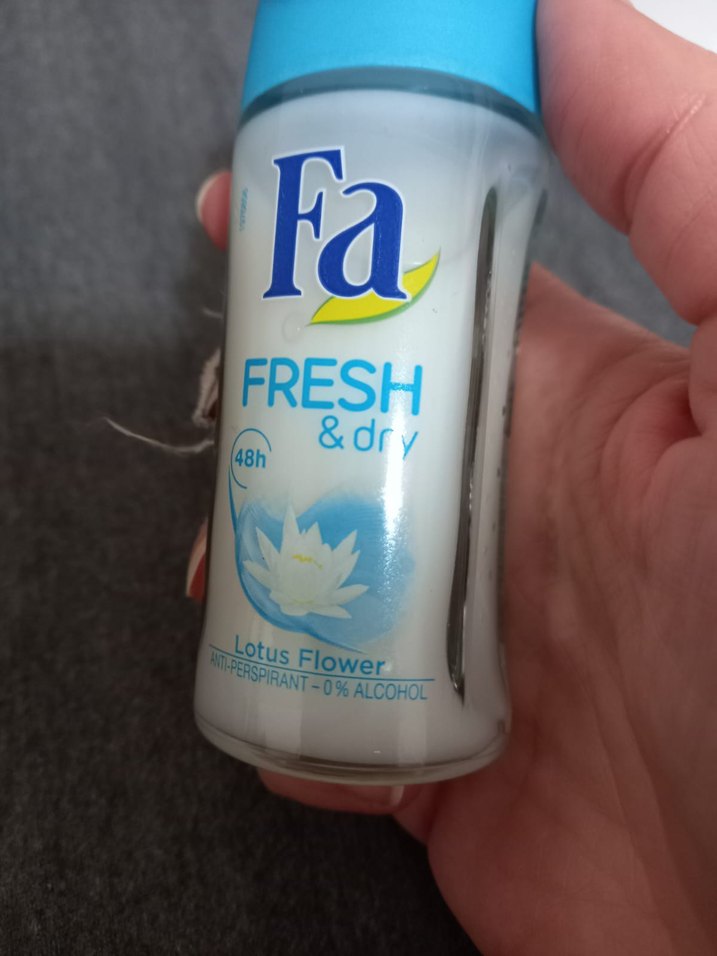 Fa
FRESH
& dry
48h
Lotus Flower
ANTI-PERSPIRANT – 0% ALCOHOL